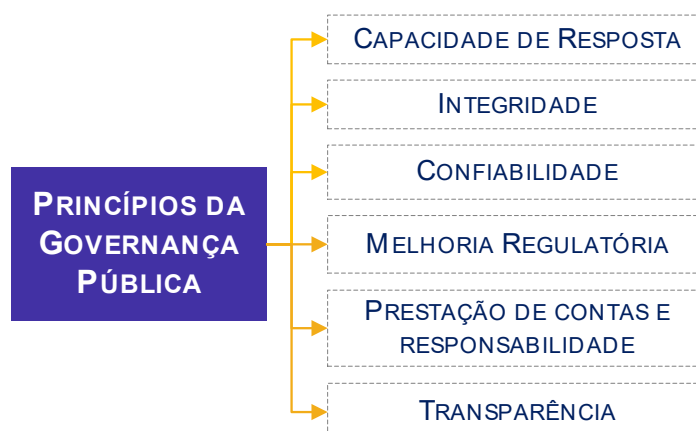 PRINCÍPIOS DA
GOVERNANÇA
PÚBLICA
CAPACIDADE DE RESPOSTA
INTEGRIDADE
CONFIABILIDADE
MELHORIA REGULATÓRIA
PRESTAÇÃO DE CONTAS E
RESPONSABILIDADE
TRANSPARÊNCIA